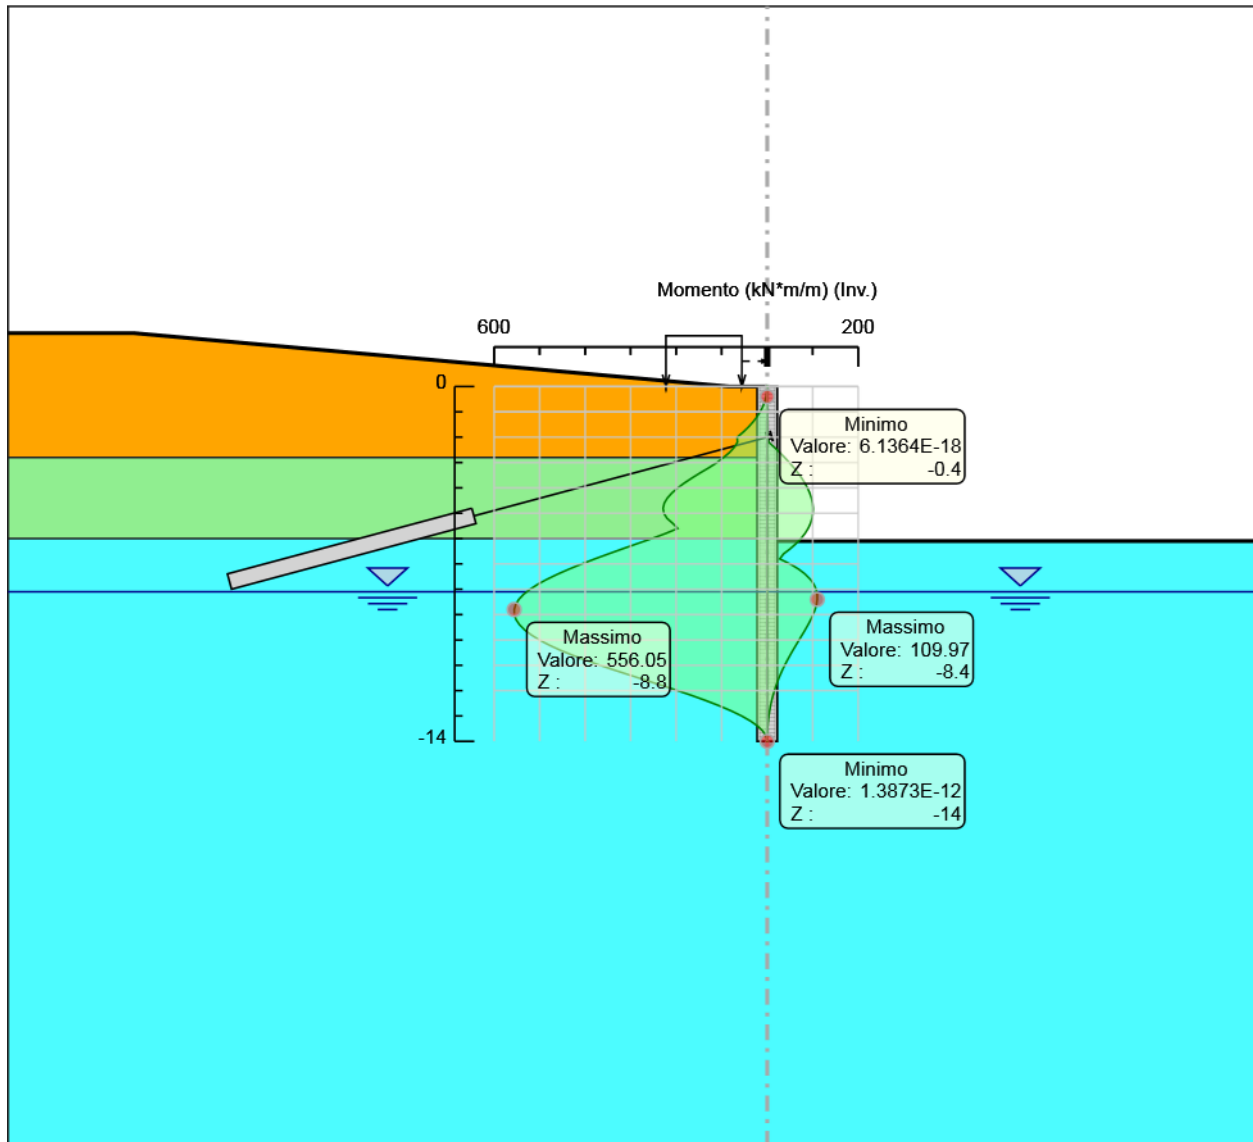 Momento (kN*m/m) (Inv.)
600
200
0
Minimo
Valore: 6.1364E-18
Z : -0.4
Massimo
Valore: 556.05
Z : -8.8
Massimo
Valore: 109.97
Z : -8.4
-14
Minimo
Valore: 1.3873E-12
Z : -14